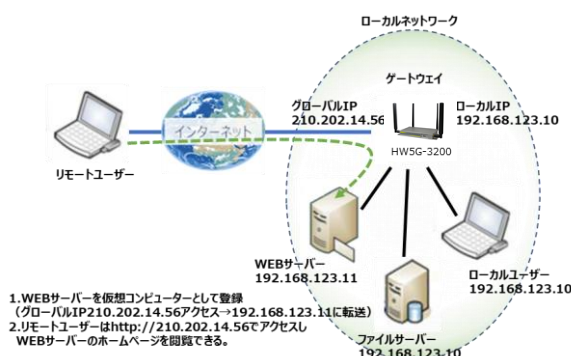 ローカルネットワーク
ゲートウェイ
グローバルIP
210.202.14.56
ローカルIP
192.168.123.10
インターネット
HW5G-3200
リモートユーザー
WEBサーバー
192.168.123.11
ローカルユーザー
192.168.123.10
ファイルサーバー
192.168.123.10
1.WEBサーバーを仮想コンピューターとして登録
（グローバルIP210.202.14.56アクセス→192.168.123.11に転送）
2.リモートユーザーはhttp://210.202.14.56でアクセスし
WEBサーバーのホームページを閲覧できる。